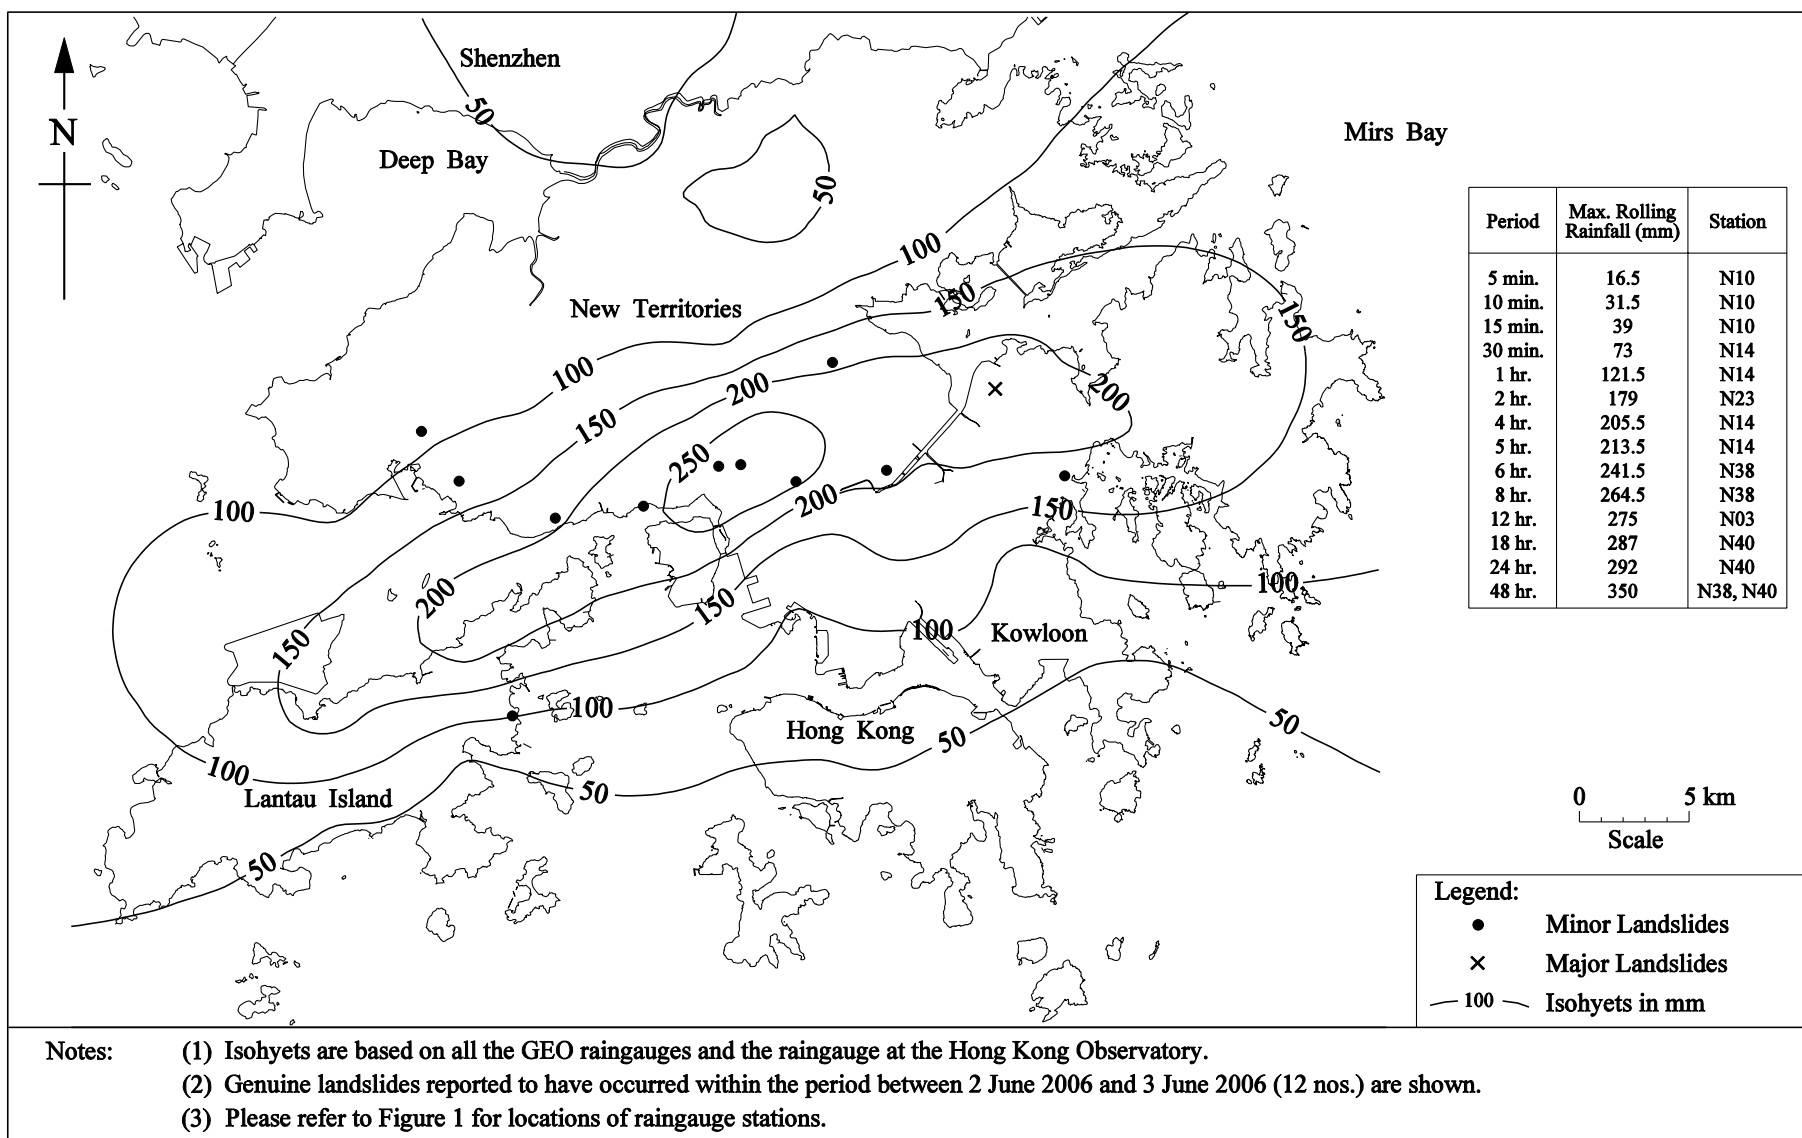 Shenzhen
50
N
Deep Bay
Mirs Bay
50
100
New Territories
150
150
100
200
200
150
250
100
200
150
200
150
100
150
100
Kowloon
100
Hong Kong
50
50
100
Lantau Island
50
50
Period Max. Rolling Rainfall (mm) Station
5 min. 16.5 N10
10 min. 31.5 N10
15 min. 39 N10
30 min. 73 N14
1 hr. 121.5 N14
2 hr. 179 N23
4 hr. 205.5 N14
5 hr. 213.5 N14
6 hr. 241.5 N38
8 hr. 264.5 N38
12 hr. 275 N03
18 hr. 287 N40
24 hr. 292 N40
48 hr. 350 N38, N40
0 5 km
Scale
Legend:
Minor Landslides
Major Landslides
100 Isohyets in mm
Notes: (1) Isohyets are based on all the GEO raingauges and the raingauge at the Hong Kong Observatory.
(2) Genuine landslides reported to have occurred within the period between 2 June 2006 and 3 June 2006 (12 nos.) are shown.
(3) Please refer to Figure 1 for locations of raingauge stations.